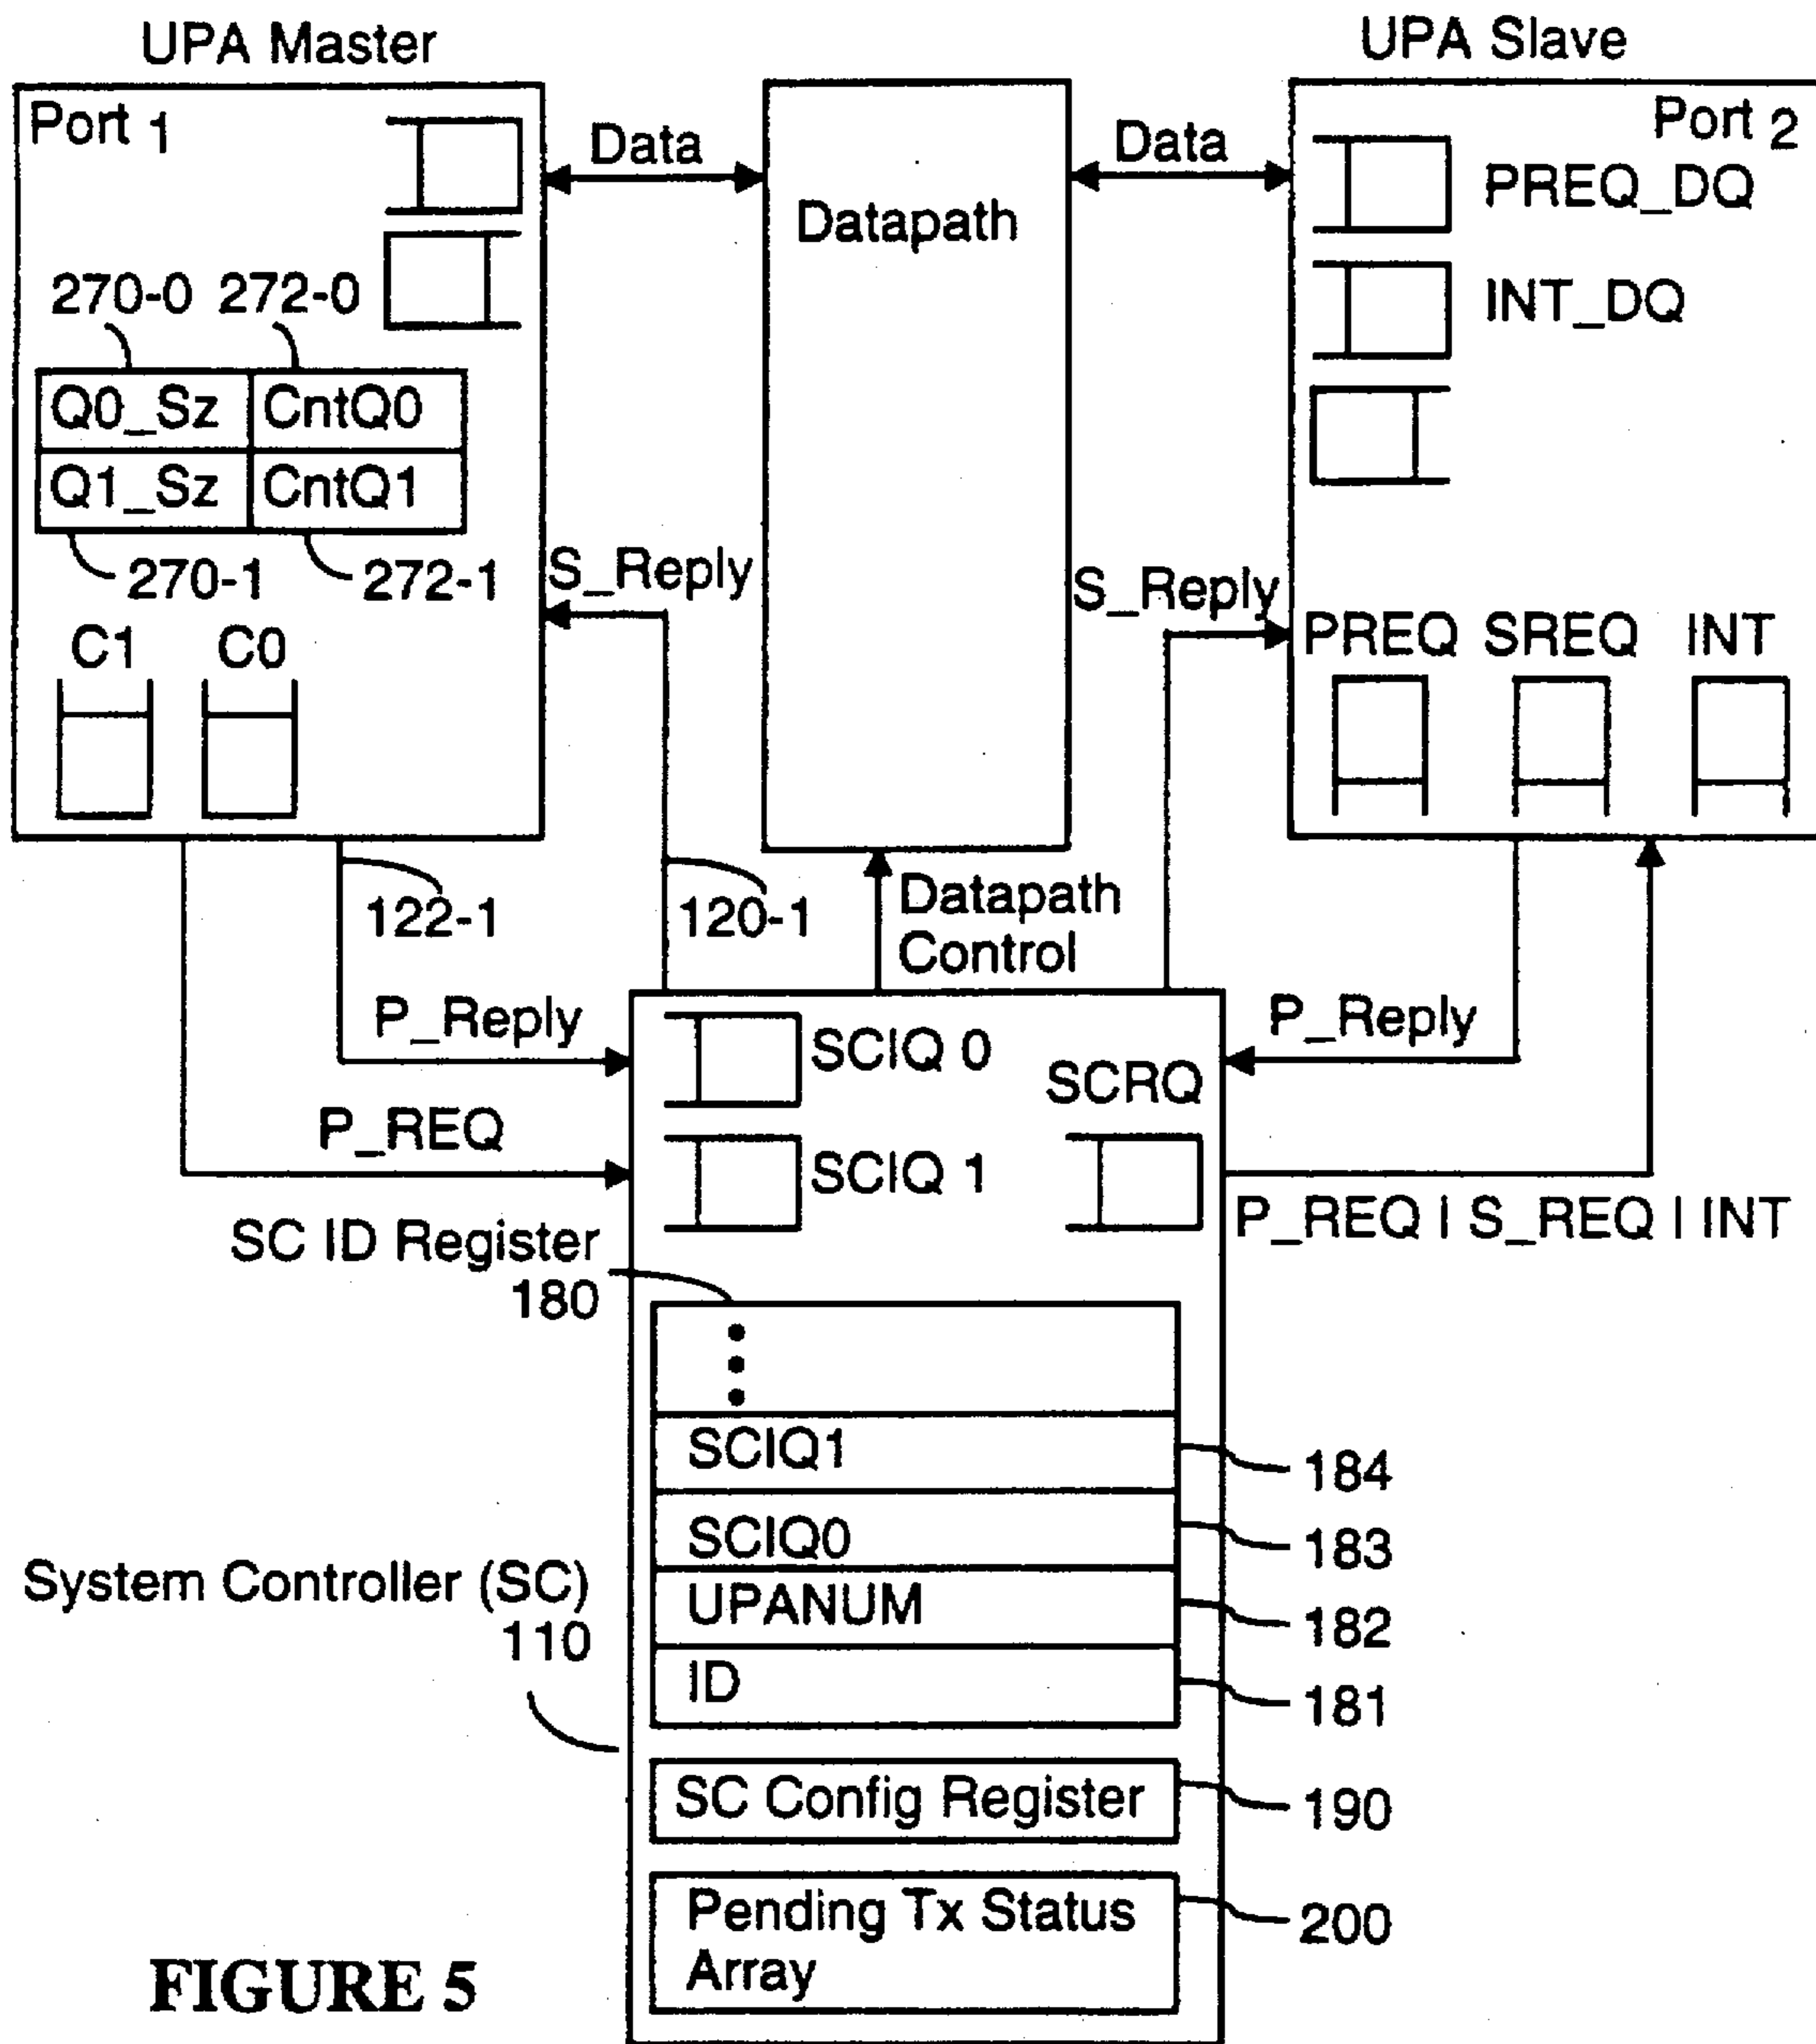 UPA Master
UPA Slave
Port 1
Port 2
Data
Data
Datapath
PREQ_DQ
INT_DQ
270-0
272-0
Q0_Sz
CntQ0
Q1_Sz
CntQ1
270-1
272-1
S_Reply
S_Reply
C1
C0
PREQ
SREQ
INT
122-1
120-1
Datapath
Control
P_Reply
P_Reply
SCIQ 0
SCRQ
P_REQ
SCIQ 1
P_REQ | S_REQ | INT
SC ID Register
180
SCIQ1
184
SCIQ0
183
System Controller (SC)
110
UPANUM
182
ID
181
SC Config Register
190
Pending Tx Status
Array
200
FIGURE 5